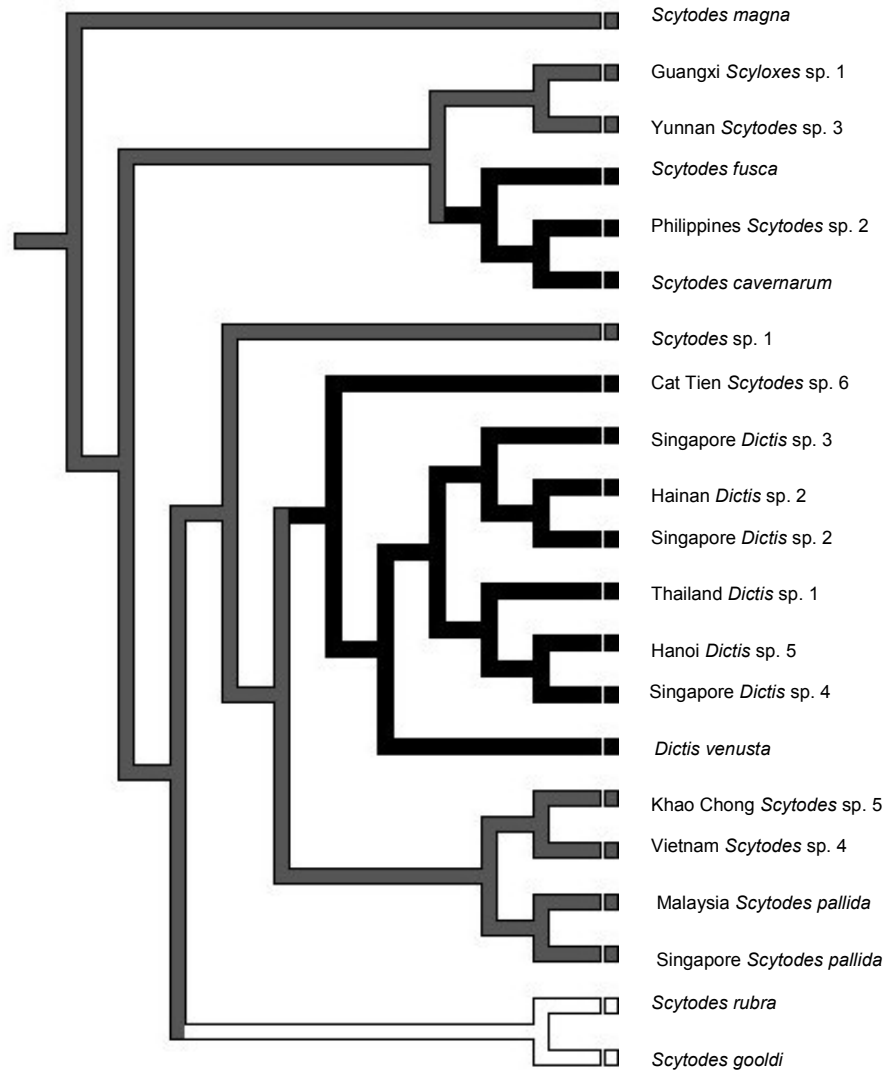 Scytodes magna
Guangxi Scyloxes sp. 1
Yunnan Scytodes sp. 3
Scytodes fusca
Philippines Scytodes sp. 2
Scytodes cavernarum
Scytodes sp. 1
Cat Tien Scytodes sp. 6
Singapore Dictis sp. 3
Hainan Dictis sp. 2
Singapore Dictis sp. 2
Thailand Dictis sp. 1
Hanoi Dictis sp. 5
Singapore Dictis sp. 4
Dictis venusta
Khao Chong Scytodes sp. 5
Vietnam Scytodes sp. 4
Malaysia Scytodes pallida
Singapore Scytodes pallida
Scytodes rubra
Scytodes gooldi